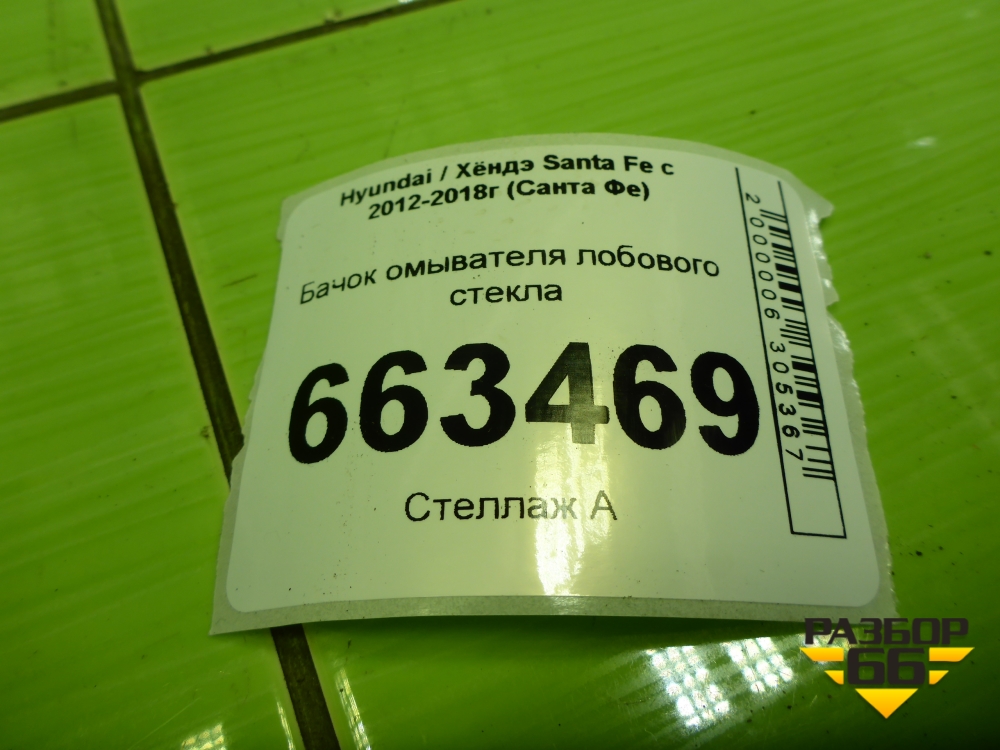 Hyundai / Хёндэ Santa Fe с
2012-2018г (Санта Фе)
Бачок омывателя лобового
стекла
663469
Стеллаж А
2000006305367
РАЗБОР
66